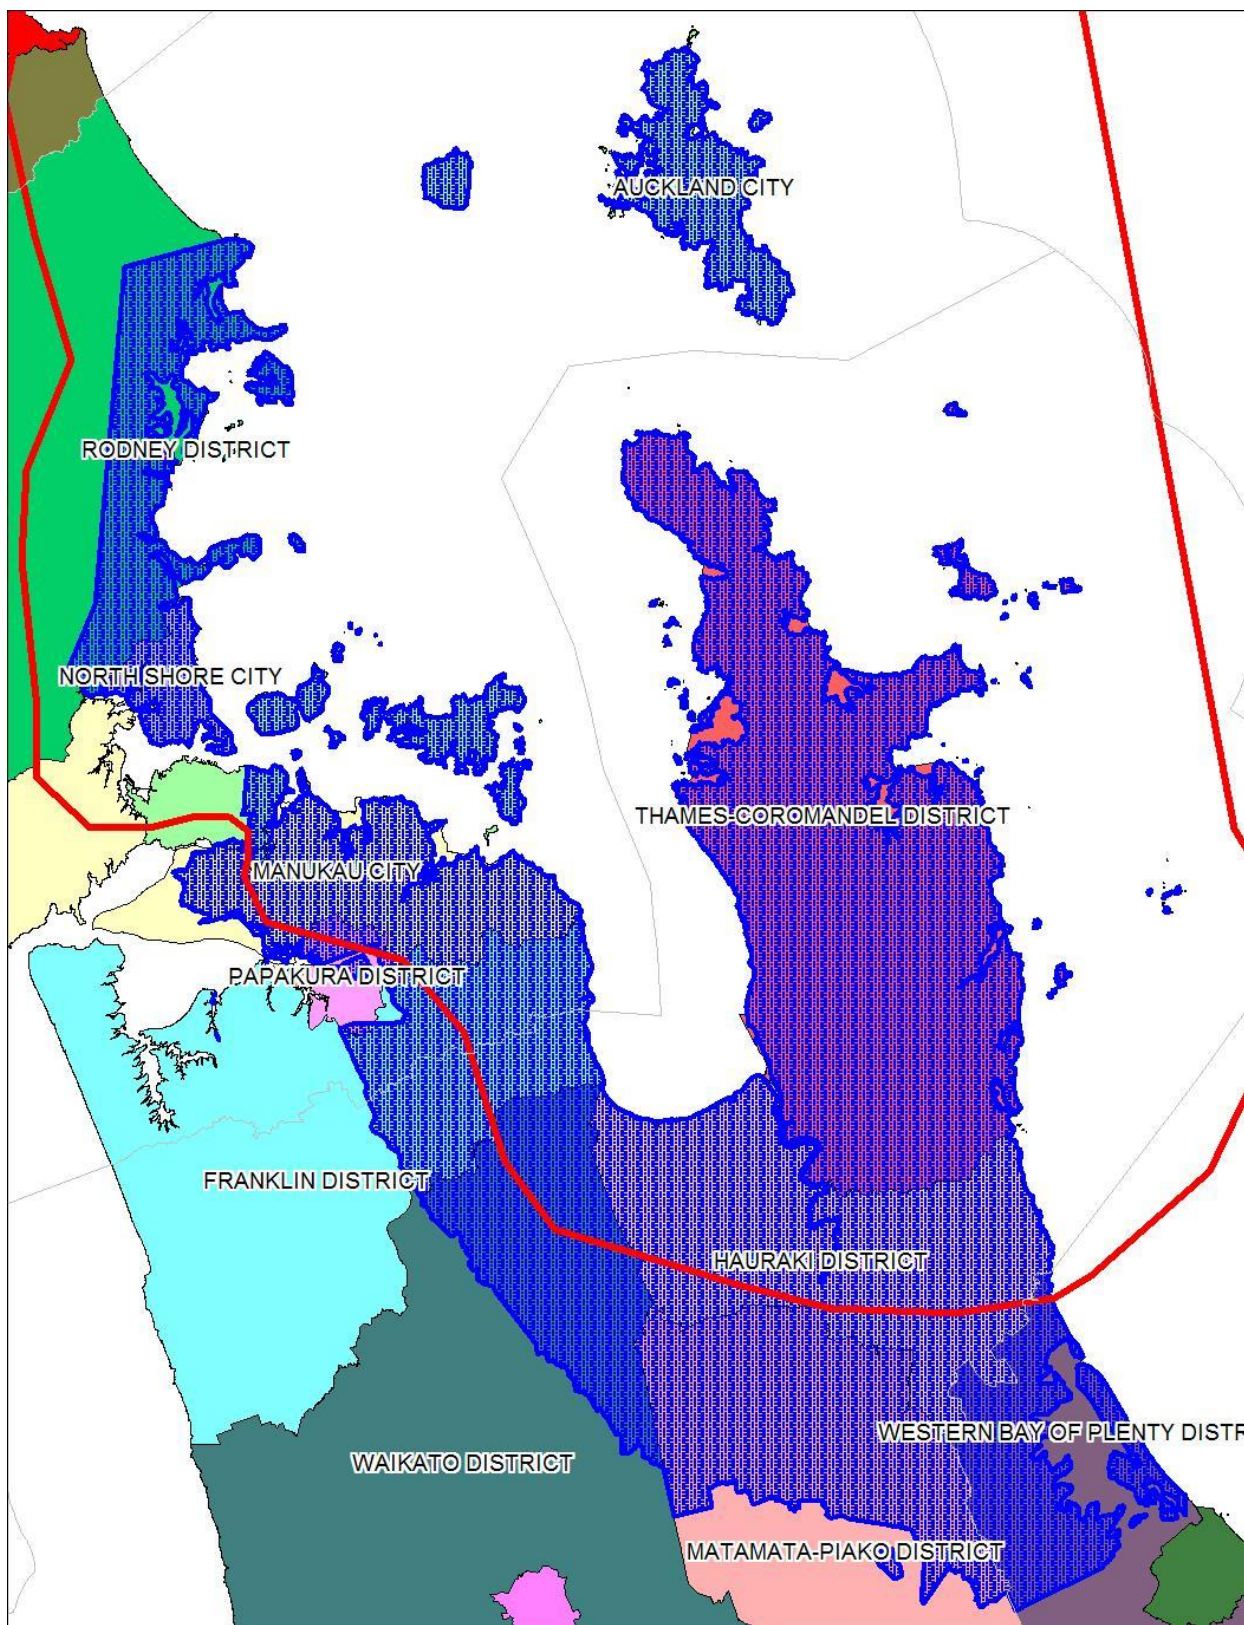 AUCKLAND CITY
RODNEY DISTRICT
NORTH SHORE CITY
THAMES-COROMANDEL DISTRICT
MANUKAU CITY
PAPAKURA DISTRICT
FRANKLIN DISTRICT
HAURAKI DISTRICT
WESTERN BAY OF PLENTY DISTR
WAIKATO DISTRICT
MATAMATA-PIAKO DISTRICT